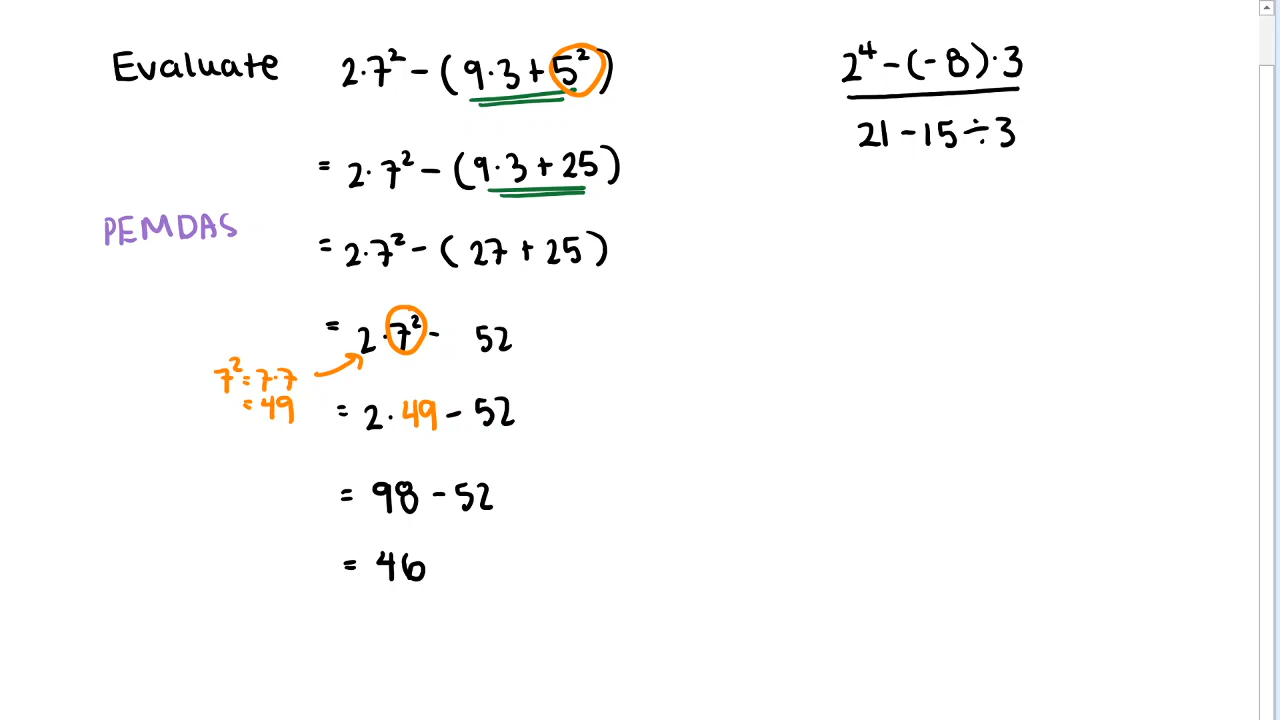 Evaluate 2·7² − (9·3 + 5²)
= 2·7² − (9·3 + 25)
PEMDAS
= 2·7² − (27 + 25)
= 2·7² − 52
7² = 7·7
= 49
= 2·49 − 52
= 98 − 52
= 46
2⁴ − (−8)·3
21 − 15 ÷ 3